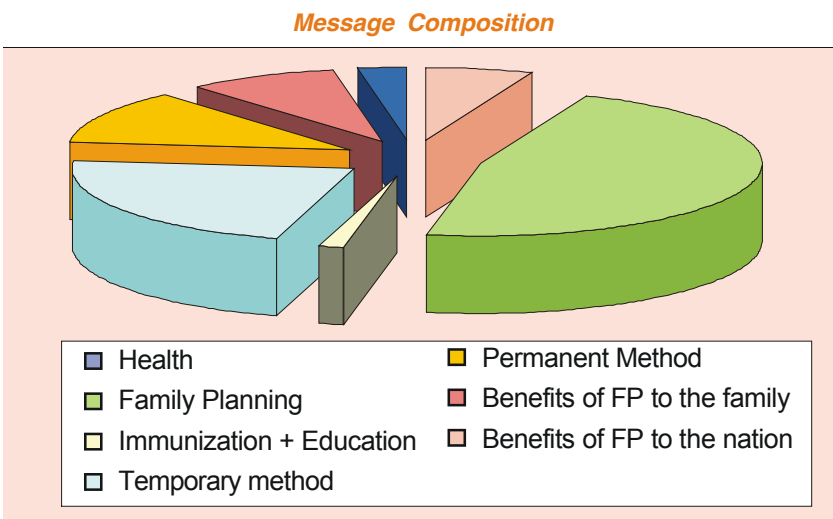 Message Composition
Health
Family Planning
Immunization + Education
Temporary method
Permanent Method
Benefits of FP to the family
Benefits of FP to the nation